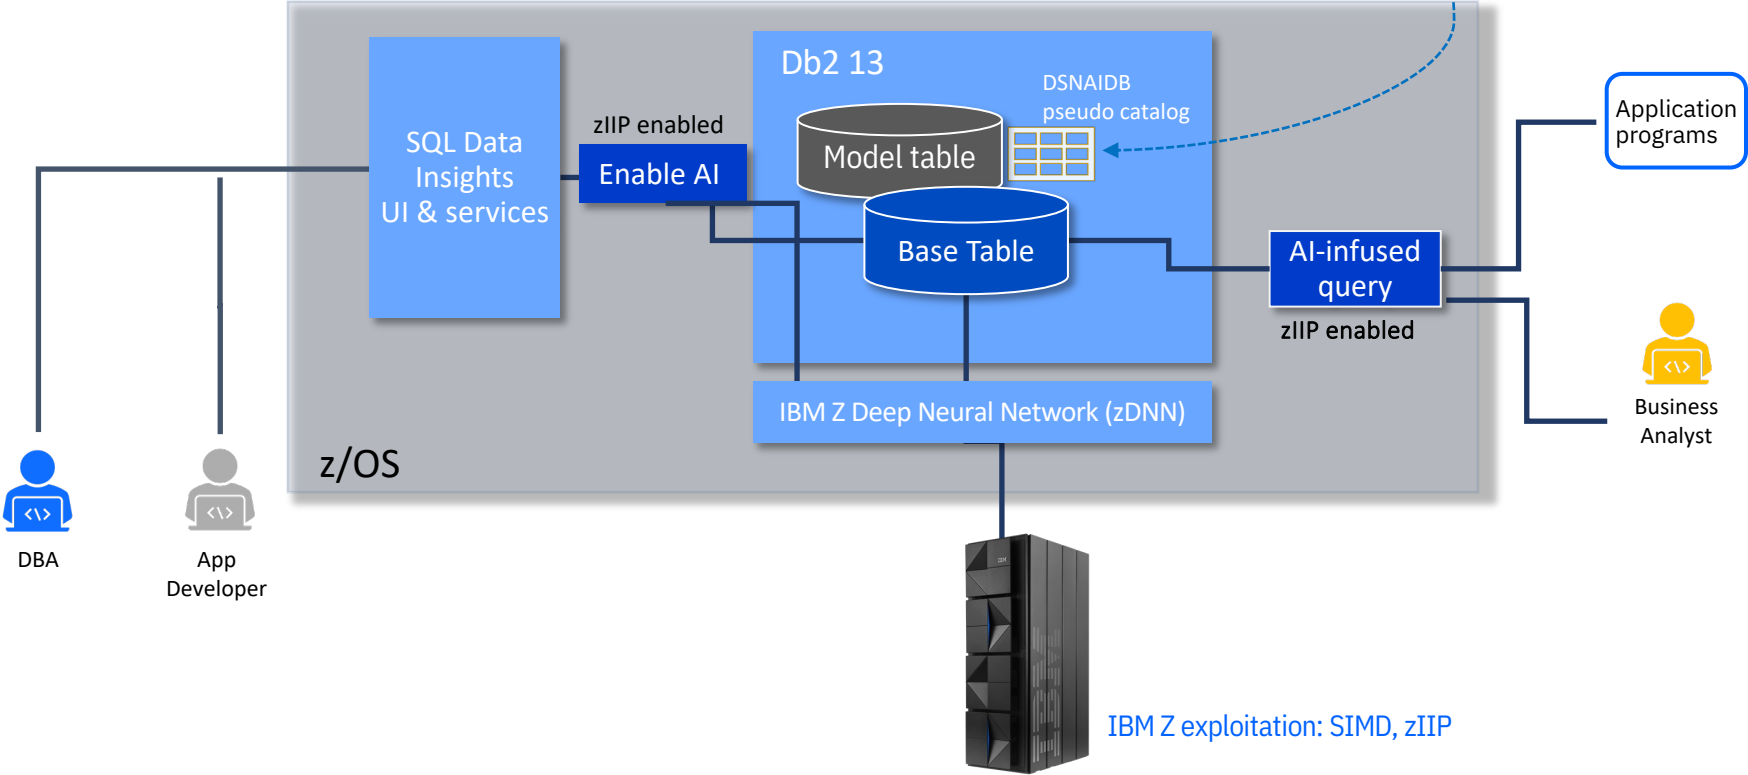 Db2 13
DSNAIDB
pseudo catalog
zIIP enabled
SQL Data
Insights
UI & services
Enable AI
Model table
Base Table
Application
programs
AI-infused
query
zIIP enabled
IBM Z Deep Neural Network (zDNN)
Business
Analyst
z/OS
DBA
App
Developer
IBM
IBM
IBM Z exploitation: SIMD, zIIP